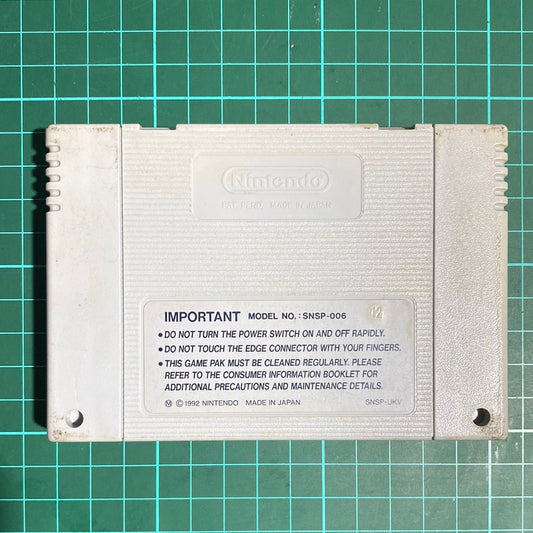 Nintendo
PAT. PEND. MADE IN JAPAN
IMPORTANT MODEL NO.: SNSP-006 12
●DO NOT TURN THE POWER SWITCH ON AND OFF RAPIDLY.
●DO NOT TOUCH THE EDGE CONNECTOR WITH YOUR FINGERS.
●THIS GAME PAK MUST BE CLEANED REGULARLY. PLEASE
REFER TO THE CONSUMER INFORMATION BOOKLET FOR
ADDITIONAL PRECAUTIONS AND MAINTENANCE DETAILS.
Ⓜ ©1992 NINTENDO MADE IN JAPAN SNSP-UKV